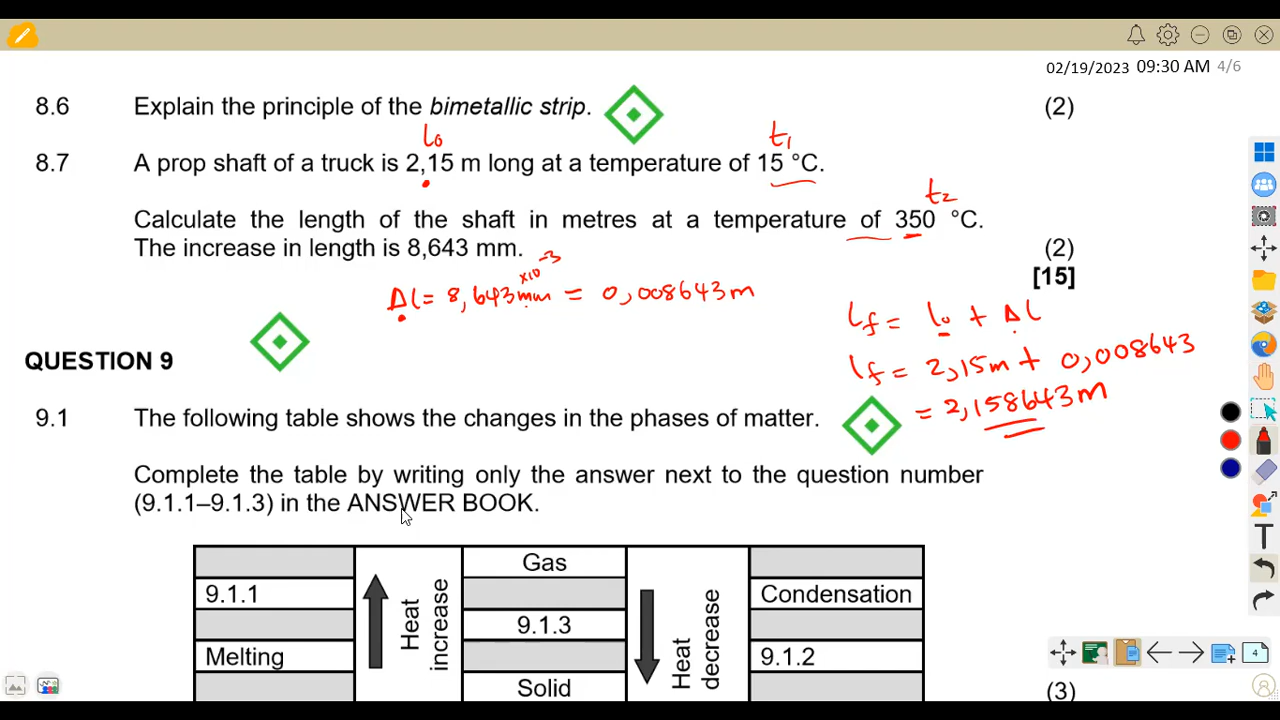 02/19/2023 09:30 AM 4/6
8.6 Explain the principle of the bimetallic strip. (2)
l₀ t₁
8.7 A prop shaft of a truck is 2,15 m long at a temperature of 15 °C.
t₂
Calculate the length of the shaft in metres at a temperature of 350 °C.
The increase in length is 8,643 mm. (2)
[15]
×10⁻³
Δl = 8,643mm = 0,008643m
lf = l₀ + Δl
lf = 2,15m + 0,008643
= 2,158643m
QUESTION 9
9.1 The following table shows the changes in the phases of matter.
Complete the table by writing only the answer next to the question number
(9.1.1–9.1.3) in the ANSWER BOOK.
Gas
9.1.1 Heat increase Heat decrease Condensation
9.1.3
Melting 9.1.2
Solid
(3)
T
4